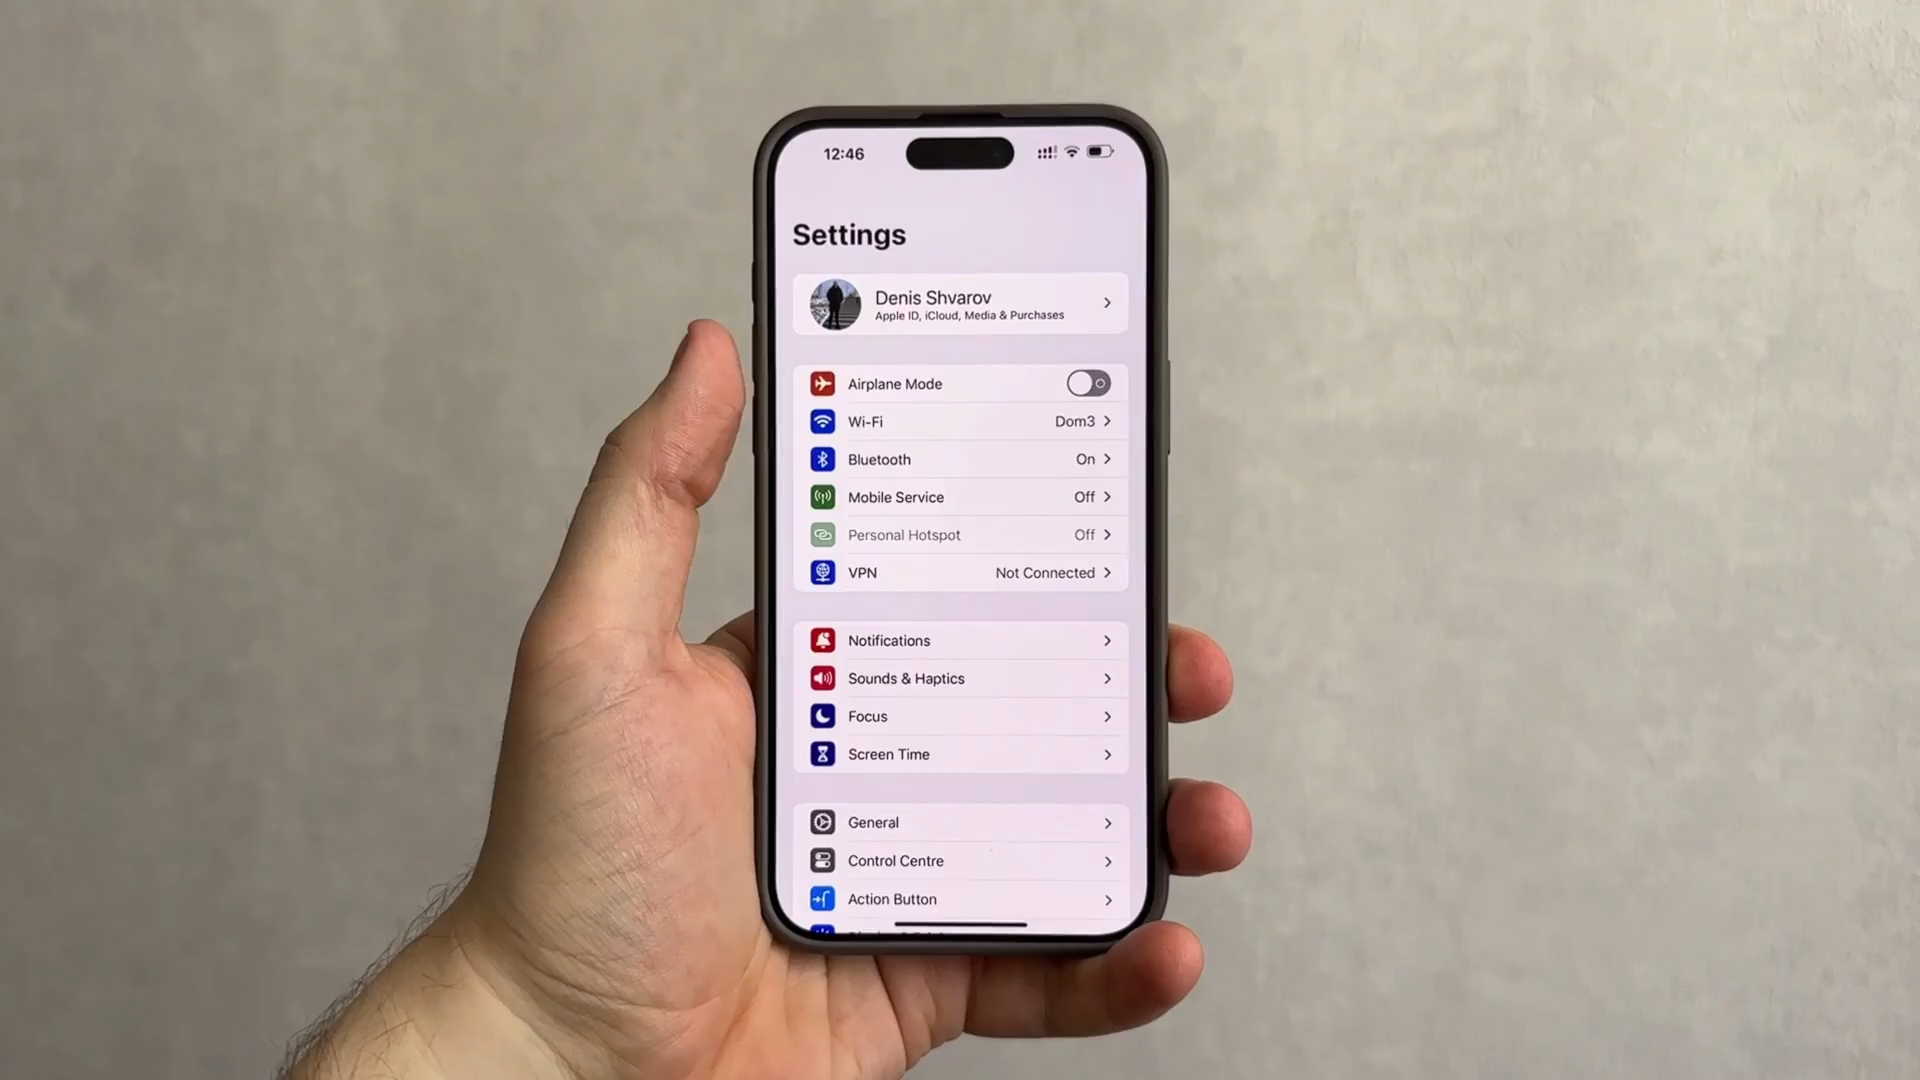 12:46
Settings
Denis Shvarov
Apple ID, iCloud, Media & Purchases
Airplane Mode
Wi-Fi Dom3
Bluetooth On
Mobile Service Off
Personal Hotspot Off
VPN Not Connected
Notifications
Sounds & Haptics
Focus
Screen Time
General
Control Centre
Action Button